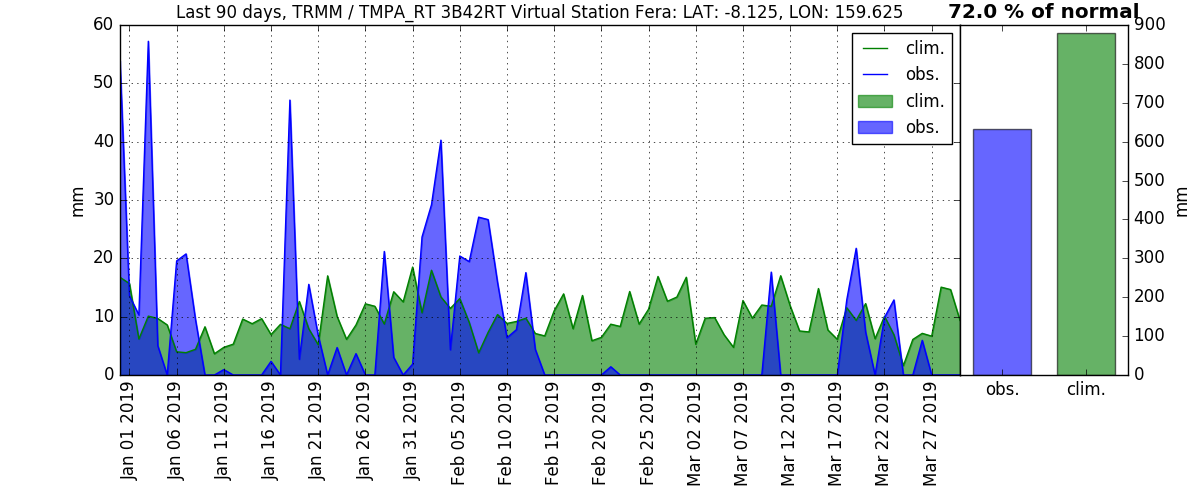 Last 90 days, TRMM / TMPA_RT 3B42RT Virtual Station Fera: LAT: -8.125, LON: 159.625
72.0 % of normal
60
50
40
30
20
10
0
mm
clim.
obs.
clim.
obs.
900
800
700
600
500
400
300
200
100
0
mm
obs.
clim.
Jan 01 2019
Jan 06 2019
Jan 11 2019
Jan 16 2019
Jan 21 2019
Jan 26 2019
Jan 31 2019
Feb 05 2019
Feb 10 2019
Feb 15 2019
Feb 20 2019
Feb 25 2019
Mar 02 2019
Mar 07 2019
Mar 12 2019
Mar 17 2019
Mar 22 2019
Mar 27 2019